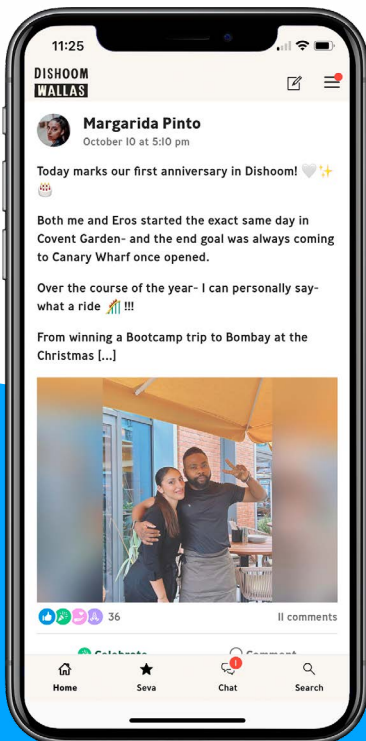 11:25
DISHOOM
WALLAS
Margarida Pinto
October 10 at 5:10 pm
Today marks our first anniversary in Dishoom! 🤍✨
🎂
Both me and Eros started the exact same day in
Covent Garden- and the end goal was always coming
to Canary Wharf once opened.
Over the course of the year- I can personally say-
what a ride 🎢 !!!
From winning a Bootcamp trip to Bombay at the
Christmas [...]
36
11 comments
Celebrate
Comment
1
Home
Seva
Chat
Search